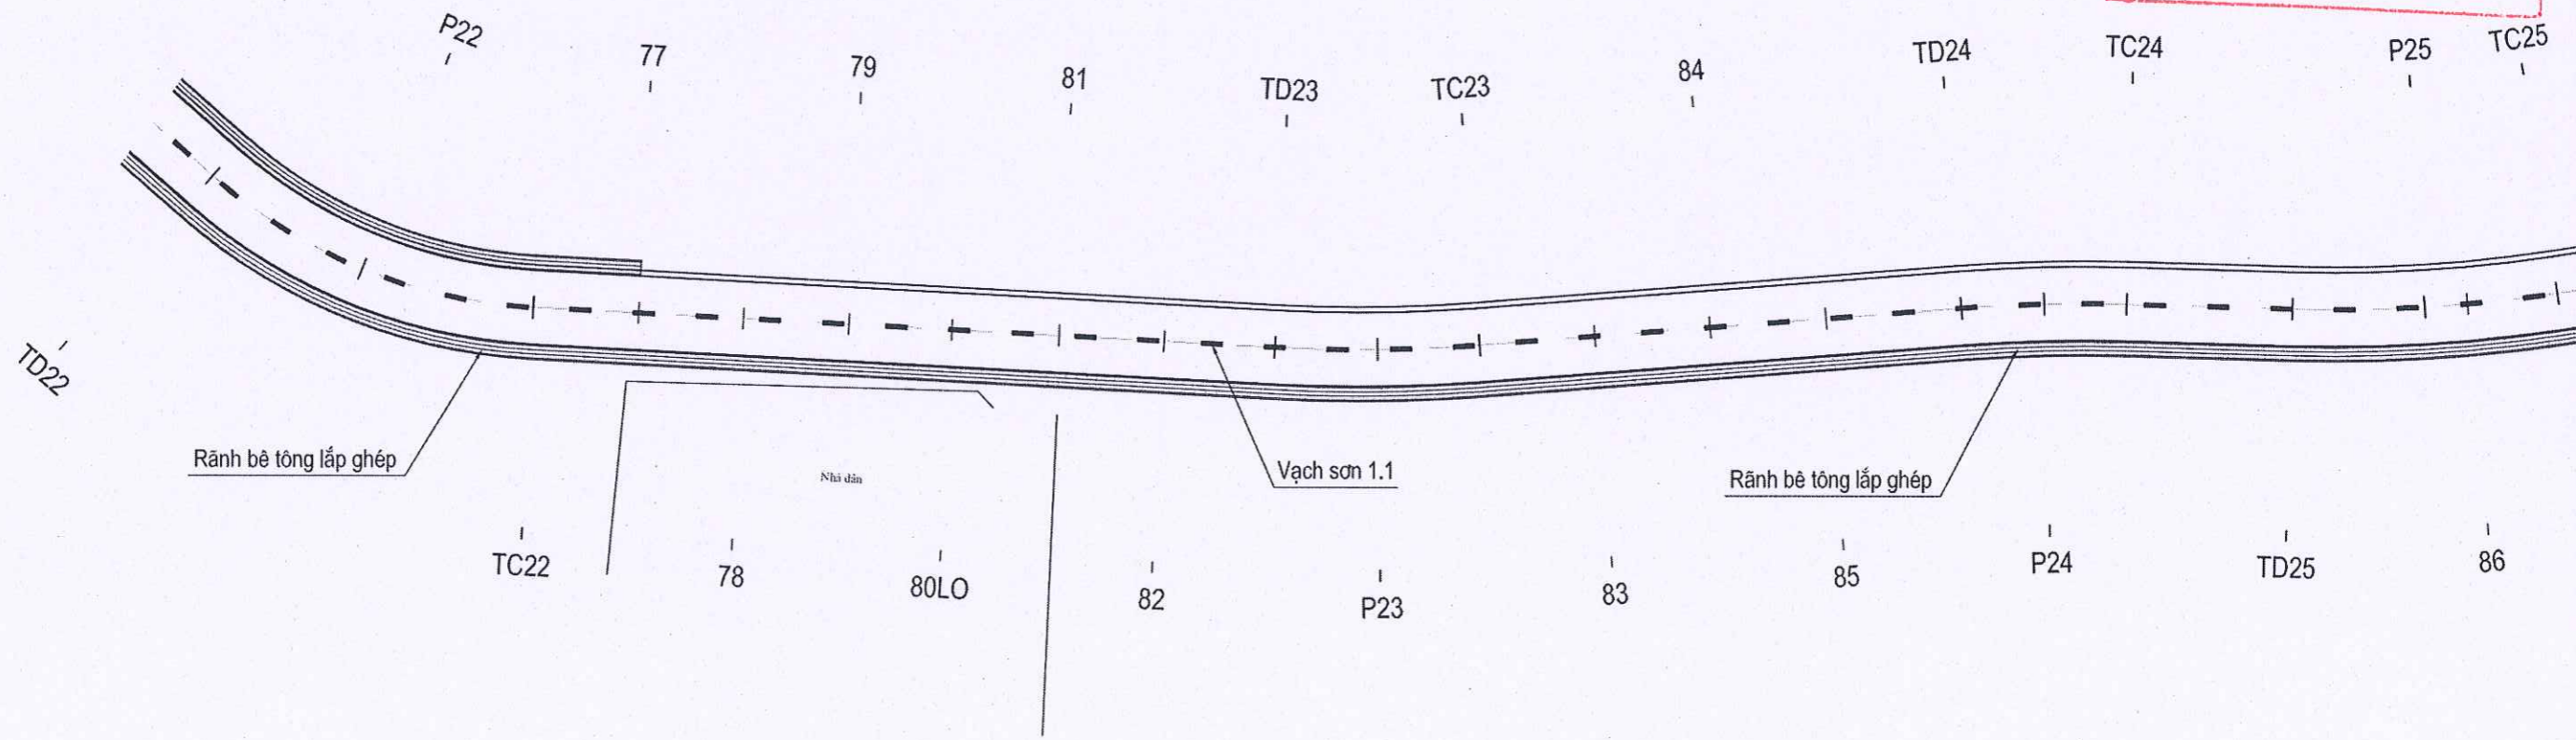 P22
77
79
81
TD23
TC23
84
TD24
TC24
P25
TC25
TD22
Rãnh bê tông lắp ghép
Nhà dân
Vạch sơn 1.1
Rãnh bê tông lắp ghép
TC22
78
80LO
82
P23
83
85
P24
TD25
86